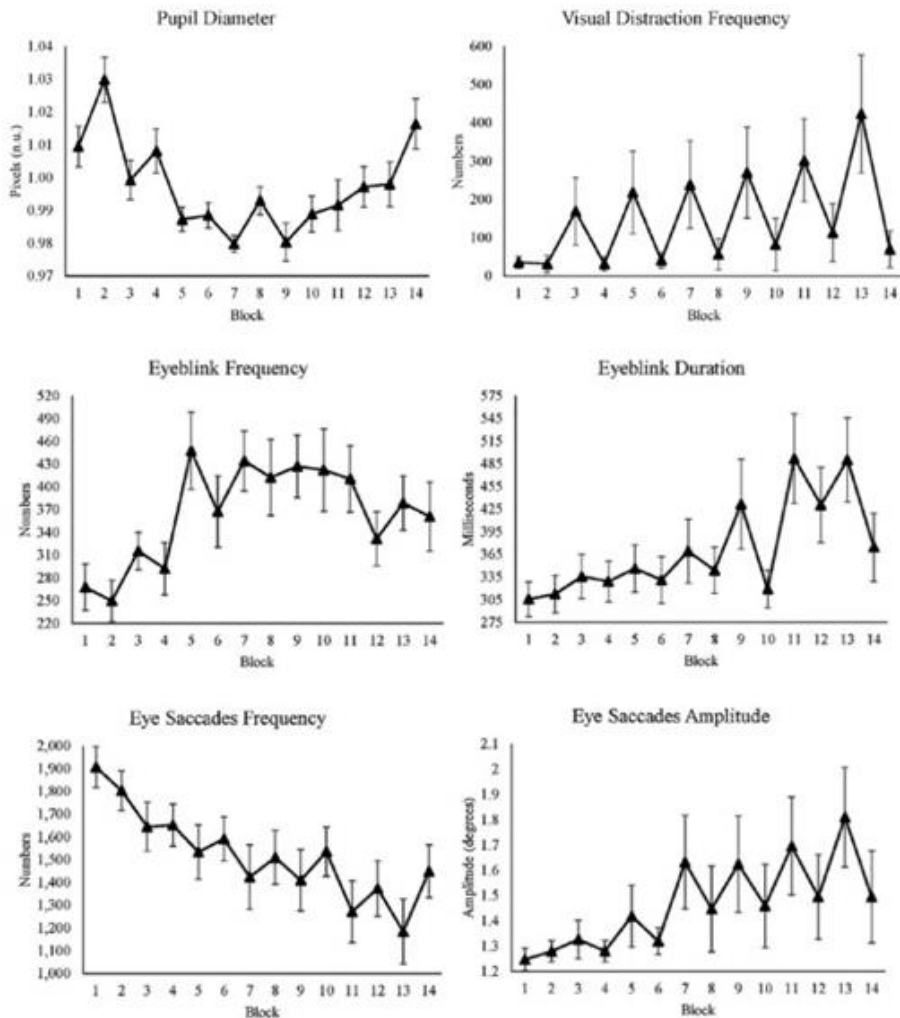 Pupil Diameter
1.04
1.03
1.02
1.01
1.00
0.99
0.98
0.97
Pixels (n.u.)
1 2 3 4 5 6 7 8 9 10 11 12 13 14
Block
Visual Distraction Frequency
600
500
400
300
200
100
0
Numbers
1 2 3 4 5 6 7 8 9 10 11 12 13 14
Block
Eyeblink Frequency
520
490
460
430
400
370
340
310
280
250
220
Numbers
1 2 3 4 5 6 7 8 9 10 11 12 13 14
Block
Eyeblink Duration
575
545
515
485
455
425
395
365
335
305
275
Milliseconds
1 2 3 4 5 6 7 8 9 10 11 12 13 14
Block
Eye Saccades Frequency
2,000
1,900
1,800
1,700
1,600
1,500
1,400
1,300
1,200
1,100
1,000
Numbers
1 2 3 4 5 6 7 8 9 10 11 12 13 14
Block
Eye Saccades Amplitude
2.1
2
1.9
1.8
1.7
1.6
1.5
1.4
1.3
1.2
Amplitude (degrees)
1 2 3 4 5 6 7 8 9 10 11 12 13 14
Block